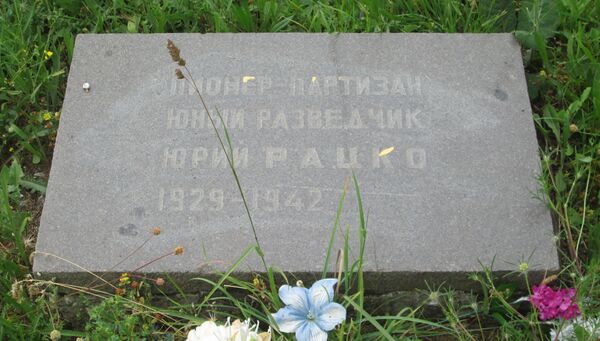 ПИОНЕР-ПАРТИЗАН
ЮНЫЙ РАЗВЕДЧИК
ЮРИЙ РАЦКО
1929-1942